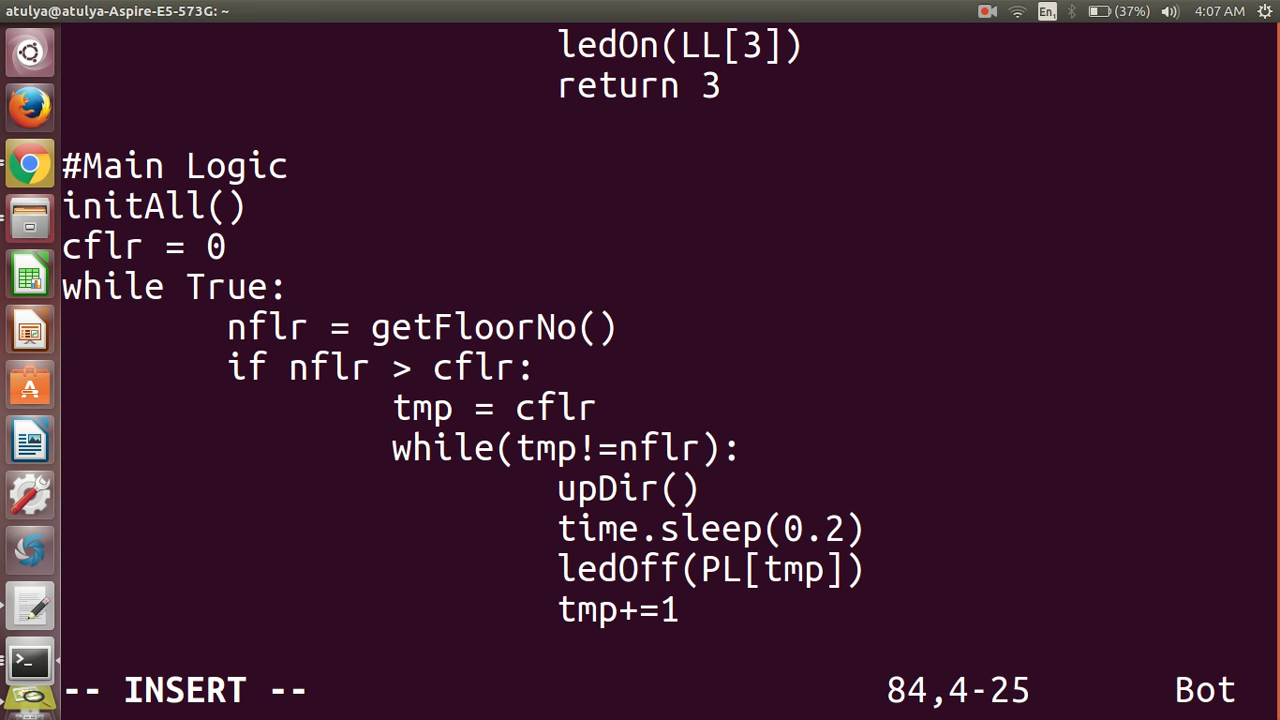 atulya@atulya-Aspire-E5-573G: ~ En1 (37%) 4:07 AM
ledOn(LL[3])
return 3
#Main Logic
initAll()
cflr = 0
while True:
nflr = getFloorNo()
if nflr > cflr:
tmp = cflr
while(tmp!=nflr):
upDir()
time.sleep(0.2)
ledOff(PL[tmp])
tmp+=1
-- INSERT -- 84,4-25 Bot